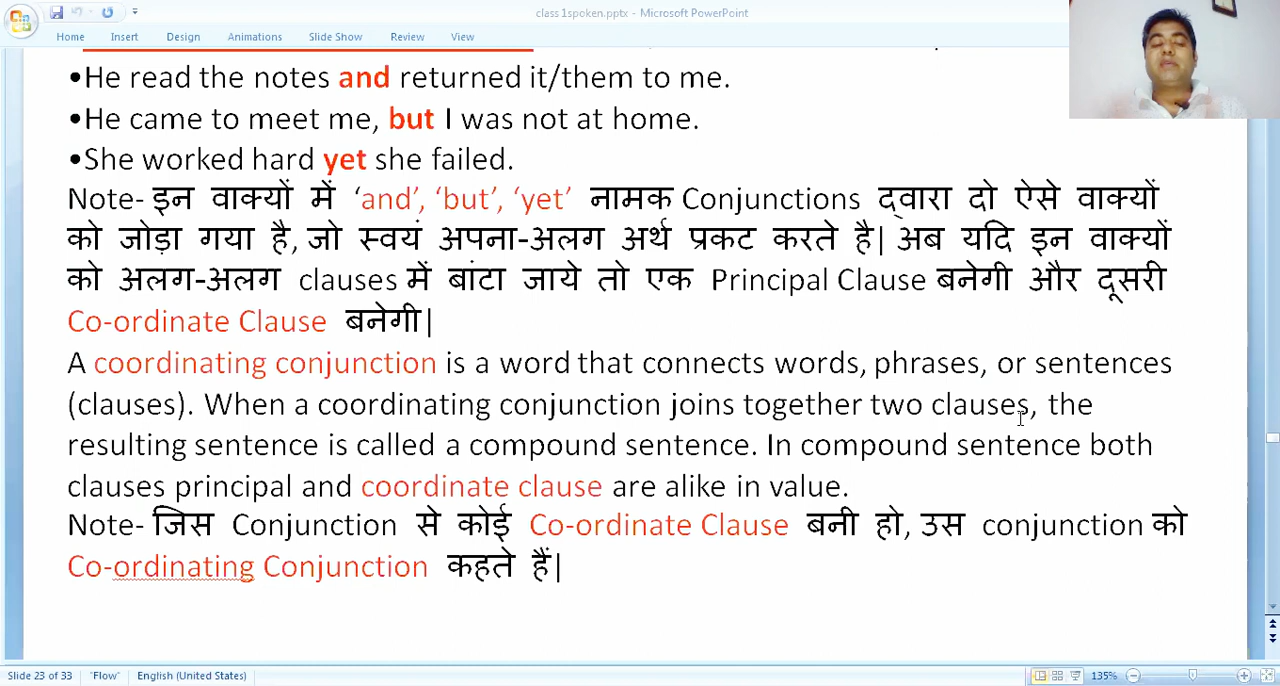 class 1spoken.pptx - Microsoft PowerPoint
Home Insert Design Animations Slide Show Review View
•He read the notes and returned it/them to me.
•He came to meet me, but I was not at home.
•She worked hard yet she failed.
Note- इन वाक्यों में ‘and’, ‘but’, ‘yet’ नामक Conjunctions द्वारा दो ऐसे वाक्यों
को जोड़ा गया है, जो स्वयं अपना-अलग अर्थ प्रकट करते है| अब यदि इन वाक्यों
को अलग-अलग clauses में बांटा जाये तो एक Principal Clause बनेगी और दूसरी
Co-ordinate Clause बनेगी|
A coordinating conjunction is a word that connects words, phrases, or sentences
(clauses). When a coordinating conjunction joins together two clauses, the
resulting sentence is called a compound sentence. In compound sentence both
clauses principal and coordinate clause are alike in value.
Note- जिस Conjunction से कोई Co-ordinate Clause बनी हो, उस conjunction को
Co-ordinating Conjunction कहते हैं|
Slide 23 of 33 "Flow" English (United States) 135%